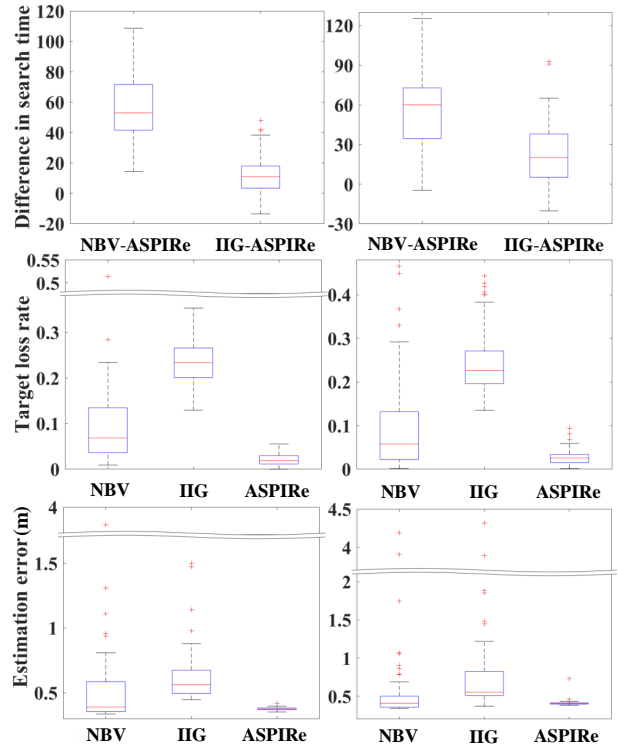 Difference in search time
120
100
80
60
40
20
0
-20
NBV-ASPIRe
IIG-ASPIRe
120
90
60
30
0
-30
NBV-ASPIRe
IIG-ASPIRe
Target loss rate
0.55
0.5
0.3
0.2
0.1
0
NBV
IIG
ASPIRe
0.4
0.3
0.2
0.1
0
NBV
IIG
ASPIRe
Estimation error(m)
4
1.5
1
0.5
NBV
IIG
ASPIRe
4.5
4
2
1.5
1
0.5
NBV
IIG
ASPIRe